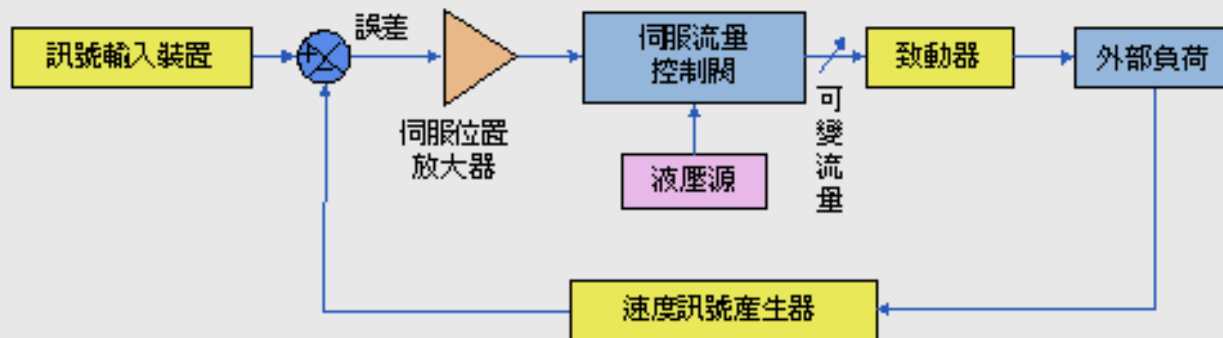 訊號輸入裝置
誤差
伺服位置
放大器
伺服流量
控制閥
可
變
流
量
致動器
外部負荷
液壓源
速度訊號產生器